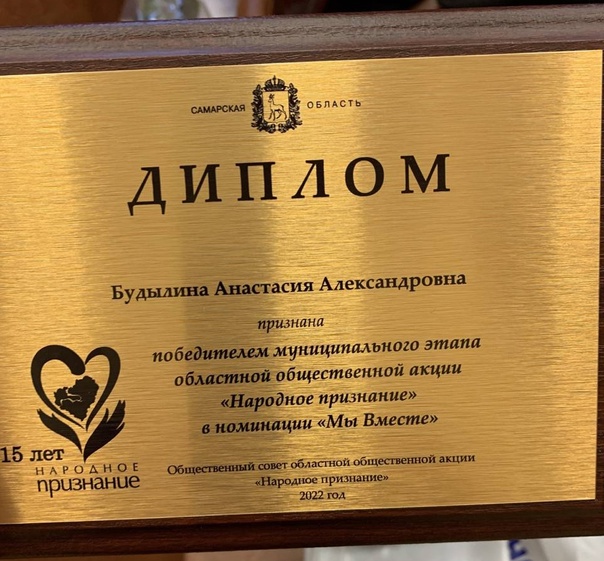 САМАРСКАЯ ОБЛАСТЬ
ДИПЛОМ
Будылина Анастасия Александровна
признана
победителем муниципального этапа
областной общественной акции
«Народное признание»
в номинации «Мы Вместе»
15 лет
НАРОДНОЕ
признание
Общественный совет областной общественной акции
«Народное признание»
2022 год